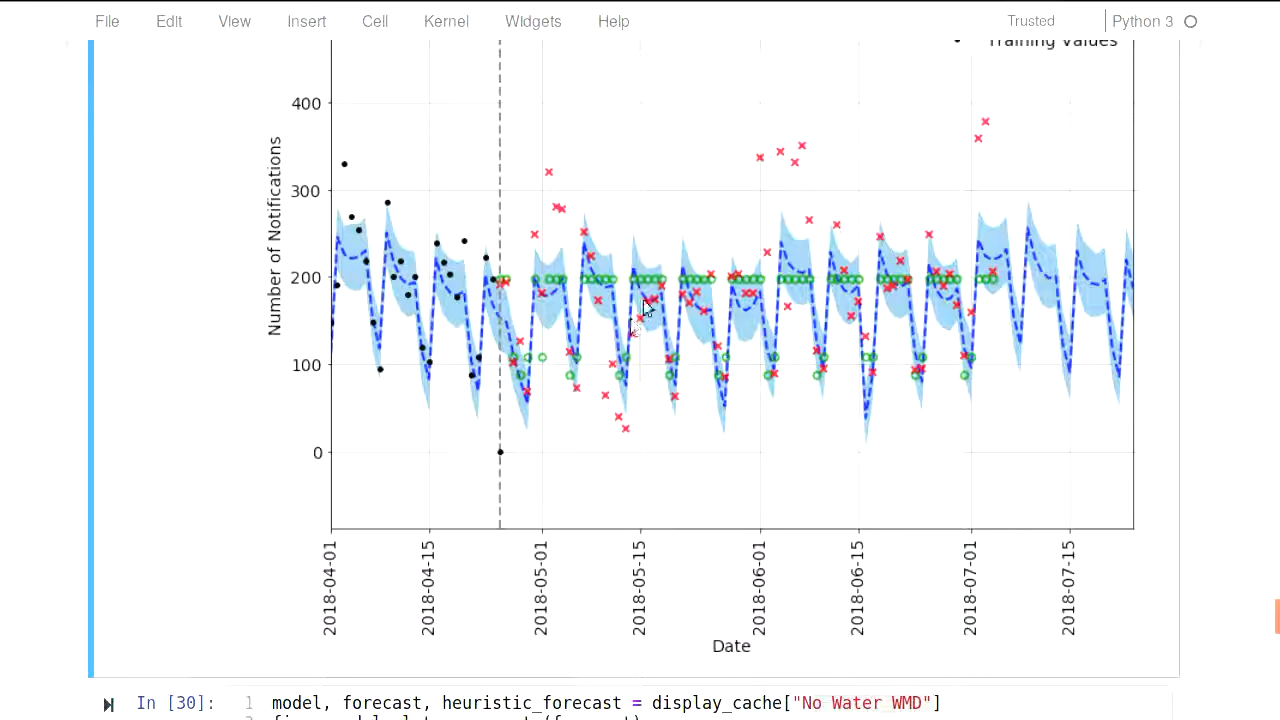 File Edit View Insert Cell Kernel Widgets Help Trusted Python 3
Training Values
400
300
200
100
0
Number of Notifications
2018-04-01 2018-04-15 2018-05-01 2018-05-15 2018-06-01 2018-06-15 2018-07-01 2018-07-15
Date
In [30]: 1 model, forecast, heuristic_forecast = display_cache["No Water WMD"]